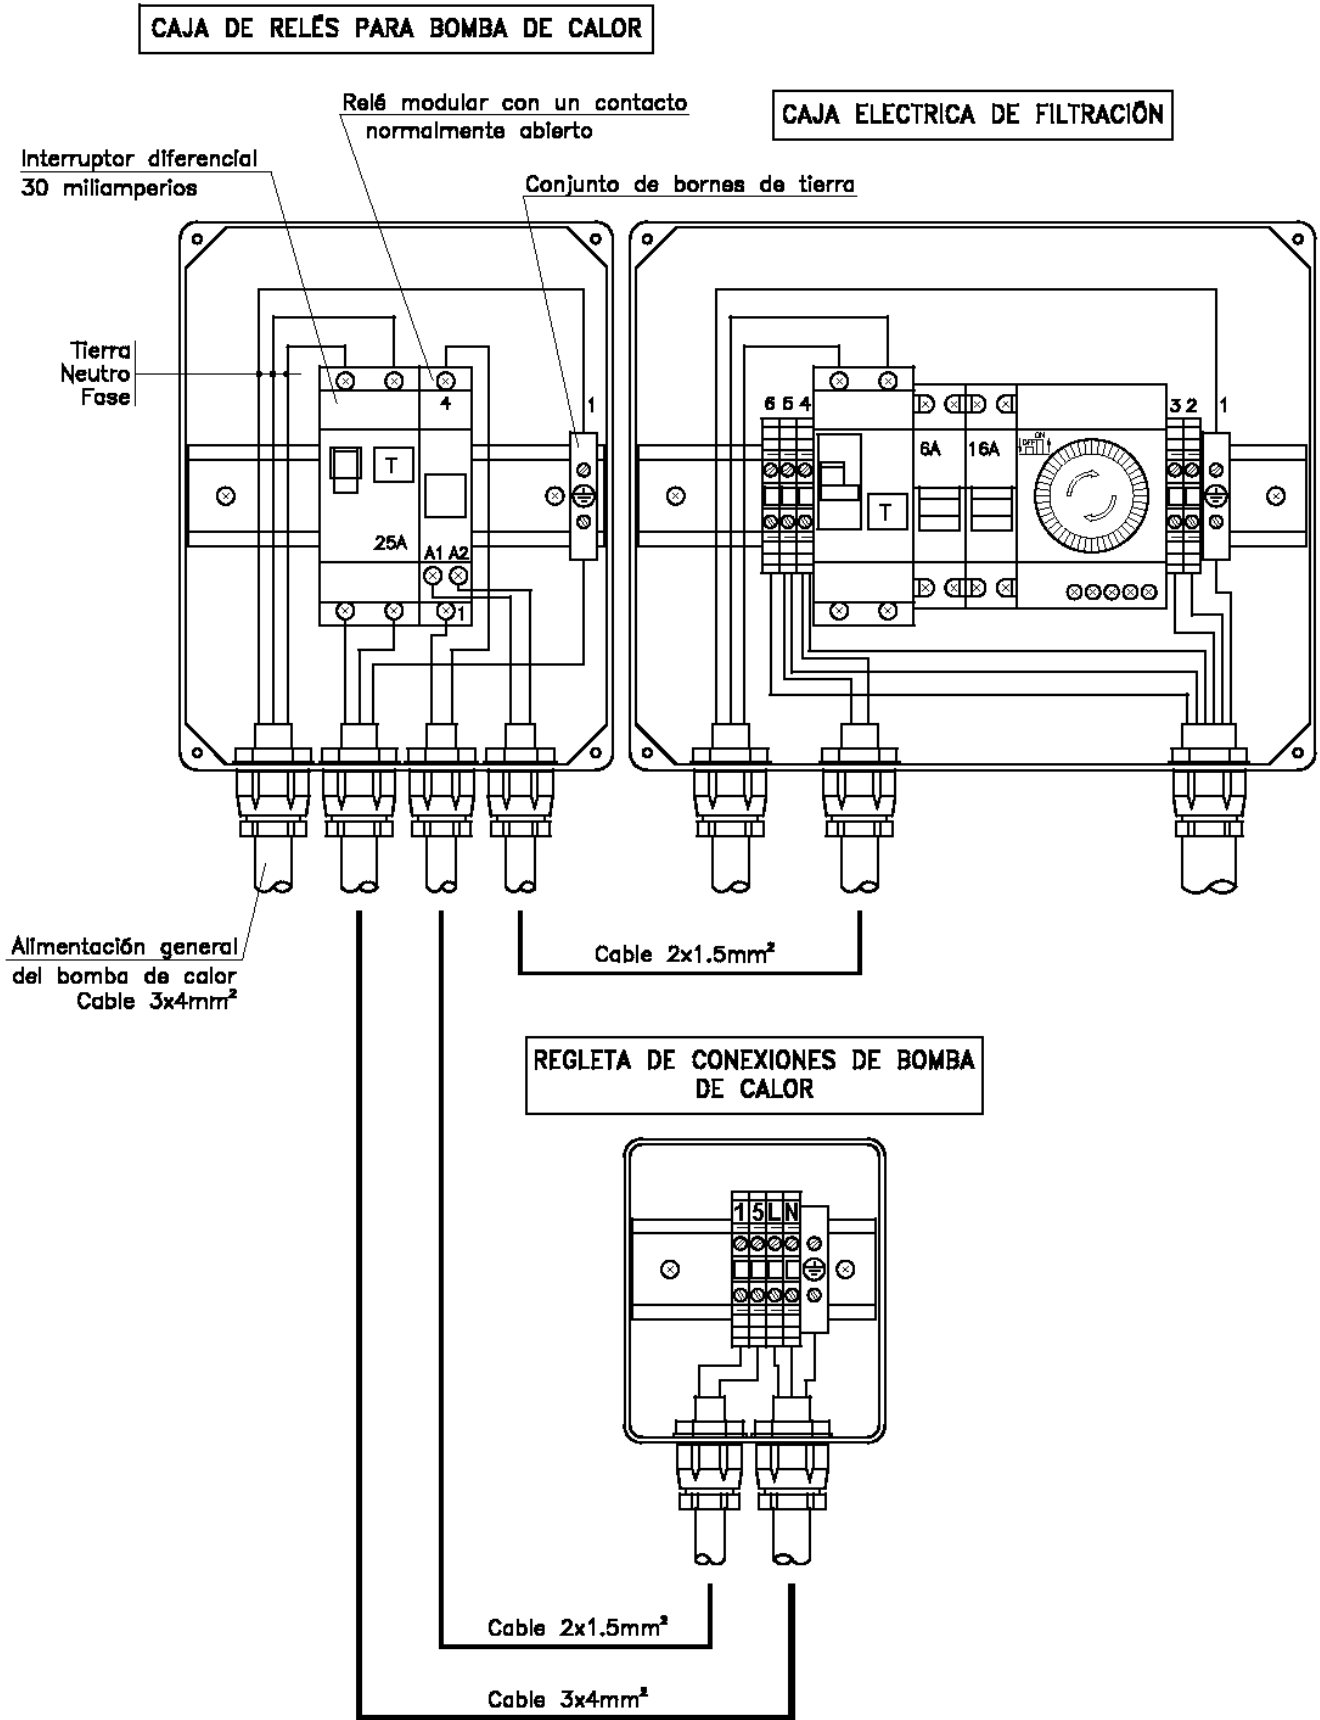 CAJA DE RELÉS PARA BOMBA DE CALOR
Relé modular con un contacto
normalmente abierto
CAJA ELECTRICA DE FILTRACIÓN
Interruptor diferencial
30 miliamperios
Conjunto de bornes de tierra
Tierra
Neutro
Fase
4
1
T
25A
A1 A2
1
6 5 4
3 2
1
6A
16A
OFF
ON
T
Alimentación general
del bomba de calor
Cable 3x4mm²
Cable 2x1.5mm²
REGLETA DE CONEXIONES DE BOMBA
DE CALOR
1 5 L N
Cable 2x1.5mm²
Cable 3x4mm²